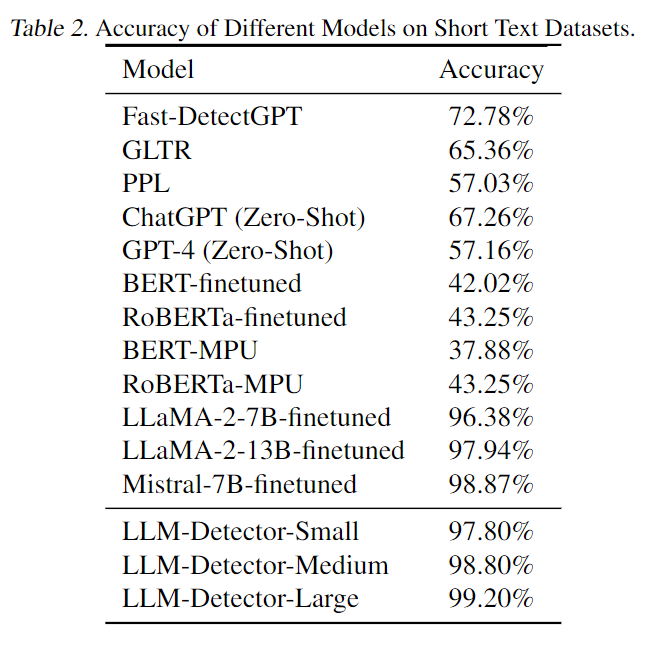 Table 2. Accuracy of Different Models on Short Text Datasets.
Model Accuracy
Fast-DetectGPT 72.78%
GLTR 65.36%
PPL 57.03%
ChatGPT (Zero-Shot) 67.26%
GPT-4 (Zero-Shot) 57.16%
BERT-finetuned 42.02%
RoBERTa-finetuned 43.25%
BERT-MPU 37.88%
RoBERTa-MPU 43.25%
LLaMA-2-7B-finetuned 96.38%
LLaMA-2-13B-finetuned 97.94%
Mistral-7B-finetuned 98.87%
LLM-Detector-Small 97.80%
LLM-Detector-Medium 98.80%
LLM-Detector-Large 99.20%